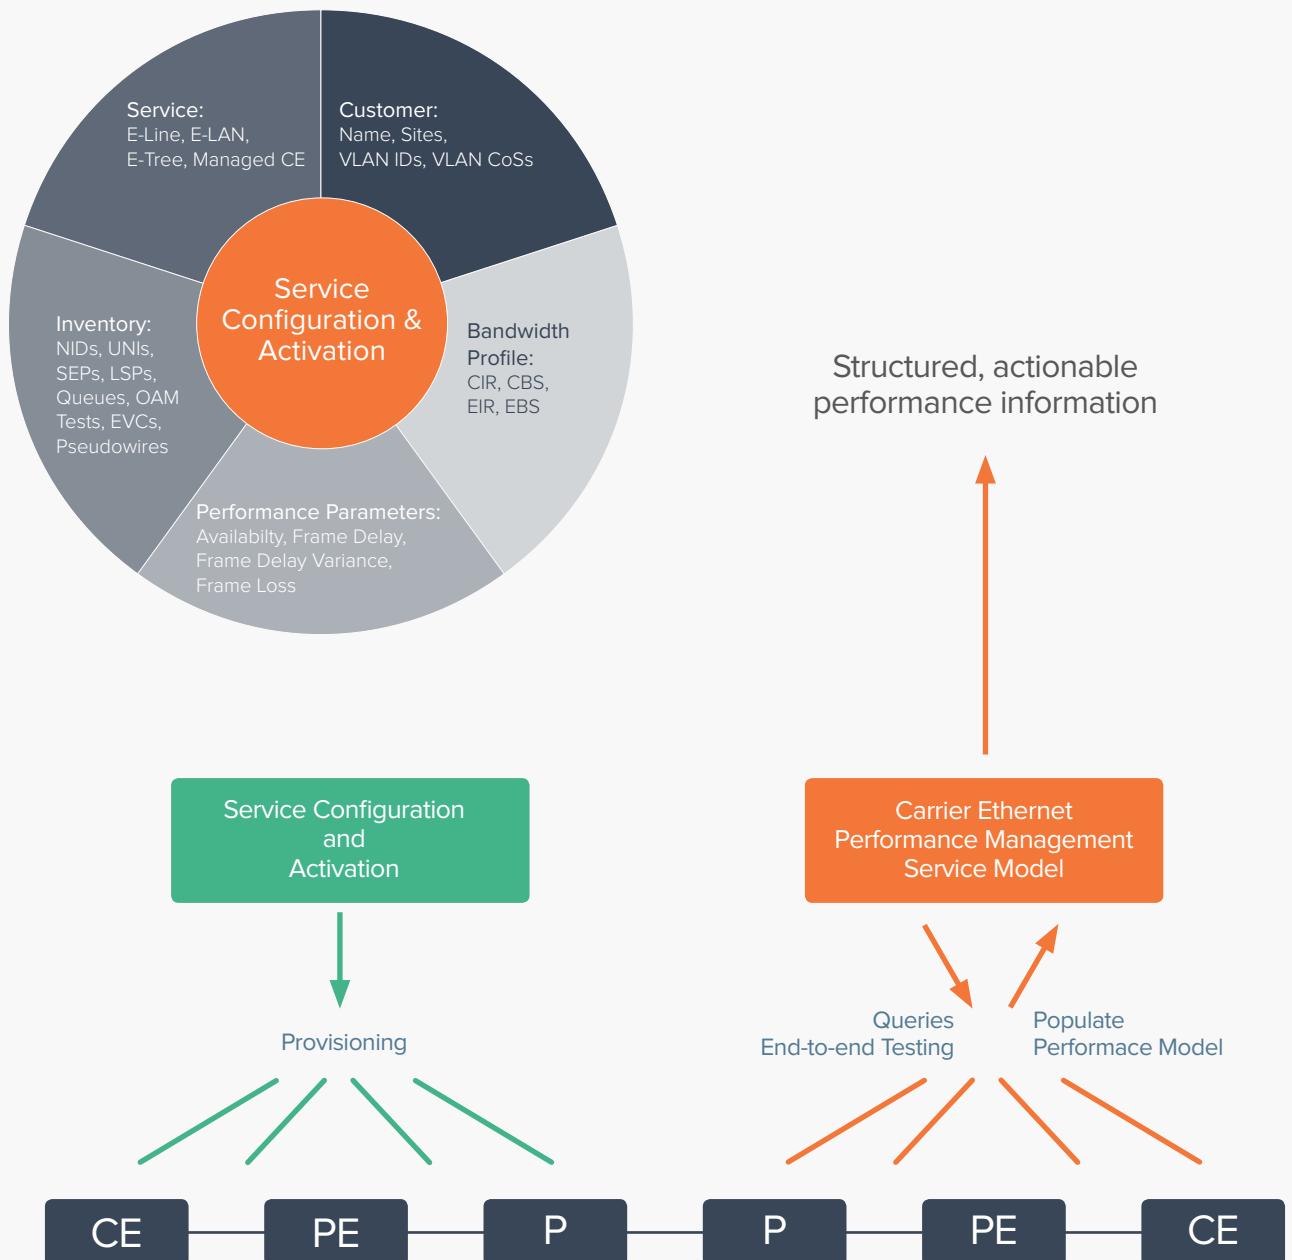 Service:
E-Line, E-LAN,
E-Tree, Managed CE
Customer:
Name, Sites,
VLAN IDs, VLAN CoSs
Service
Configuration &
Activation
Inventory:
NIDs, UNIs,
SEPs, LSPs,
Queues, OAM
Tests, EVCs,
Pseudowires
Bandwidth
Profile:
CIR, CBS,
EIR, EBS
Performance Parameters:
Availabilty, Frame Delay,
Frame Delay Variance,
Frame Loss
Structured, actionable
performance information
Service Configuration
and
Activation
Carrier Ethernet
Performance Management
Service Model
Provisioning
Queries
End-to-end Testing
Populate
Performace Model
CE
PE
P
P
PE
CE